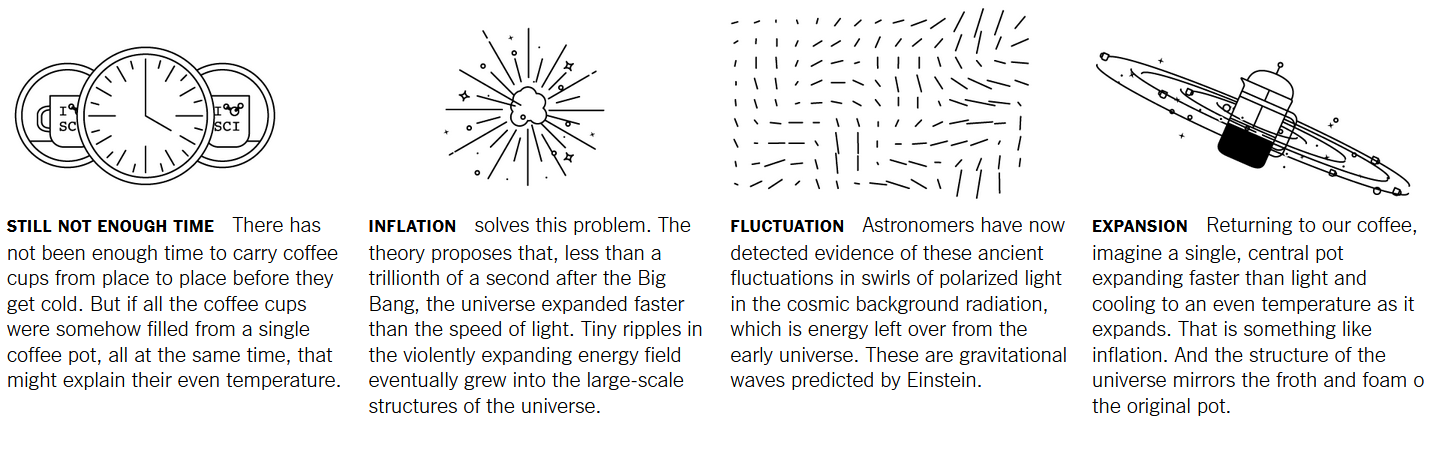 I
SC
I
SCI
STILL NOT ENOUGH TIME There has
not been enough time to carry coffee
cups from place to place before they
get cold. But if all the coffee cups
were somehow filled from a single
coffee pot, all at the same time, that
might explain their even temperature.
INFLATION solves this problem. The
theory proposes that, less than a
trillionth of a second after the Big
Bang, the universe expanded faster
than the speed of light. Tiny ripples in
the violently expanding energy field
eventually grew into the large-scale
structures of the universe.
FLUCTUATION Astronomers have now
detected evidence of these ancient
fluctuations in swirls of polarized light
in the cosmic background radiation,
which is energy left over from the
early universe. These are gravitational
waves predicted by Einstein.
EXPANSION Returning to our coffee,
imagine a single, central pot
expanding faster than light and
cooling to an even temperature as it
expands. That is something like
inflation. And the structure of the
universe mirrors the froth and foam o
the original pot.